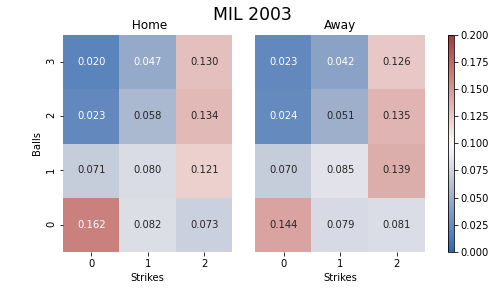 MIL 2003
Home
Away
Balls
3
0.020 0.047 0.130
0.023 0.042 0.126
2
0.023 0.058 0.134
0.024 0.051 0.135
1
0.071 0.080 0.121
0.070 0.085 0.139
0
0.162 0.082 0.073
0.144 0.079 0.081
0 1 2
0 1 2
Strikes
Strikes
0.200
0.175
0.150
0.125
0.100
0.075
0.050
0.025
0.000